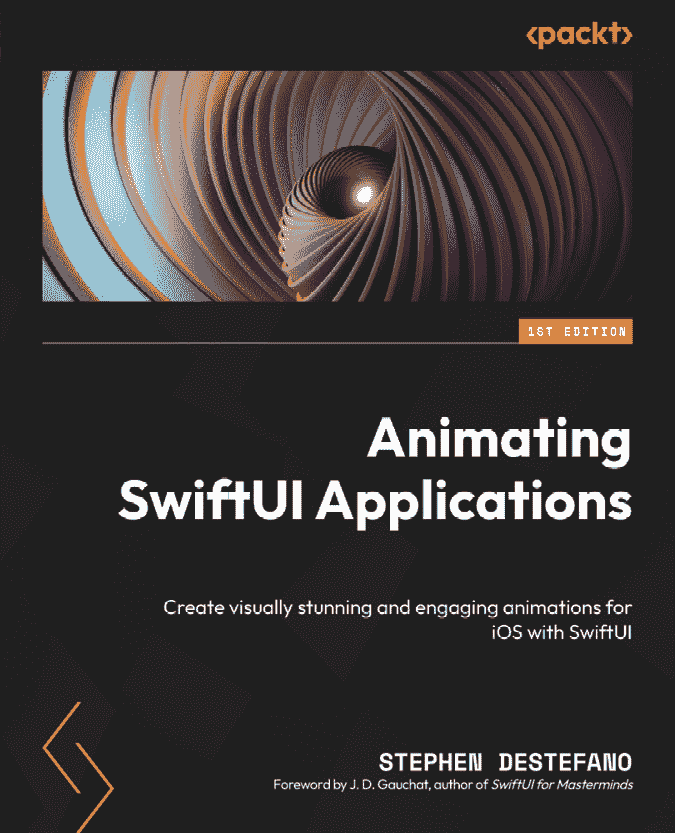 <packt>
1ST EDITION
Animating
SwiftUI Applications
Create visually stunning and engaging animations for
iOS with SwiftUI
STEPHEN DESTEFANO
Foreword by J. D. Gauchat, author of SwiftUI for Masterminds